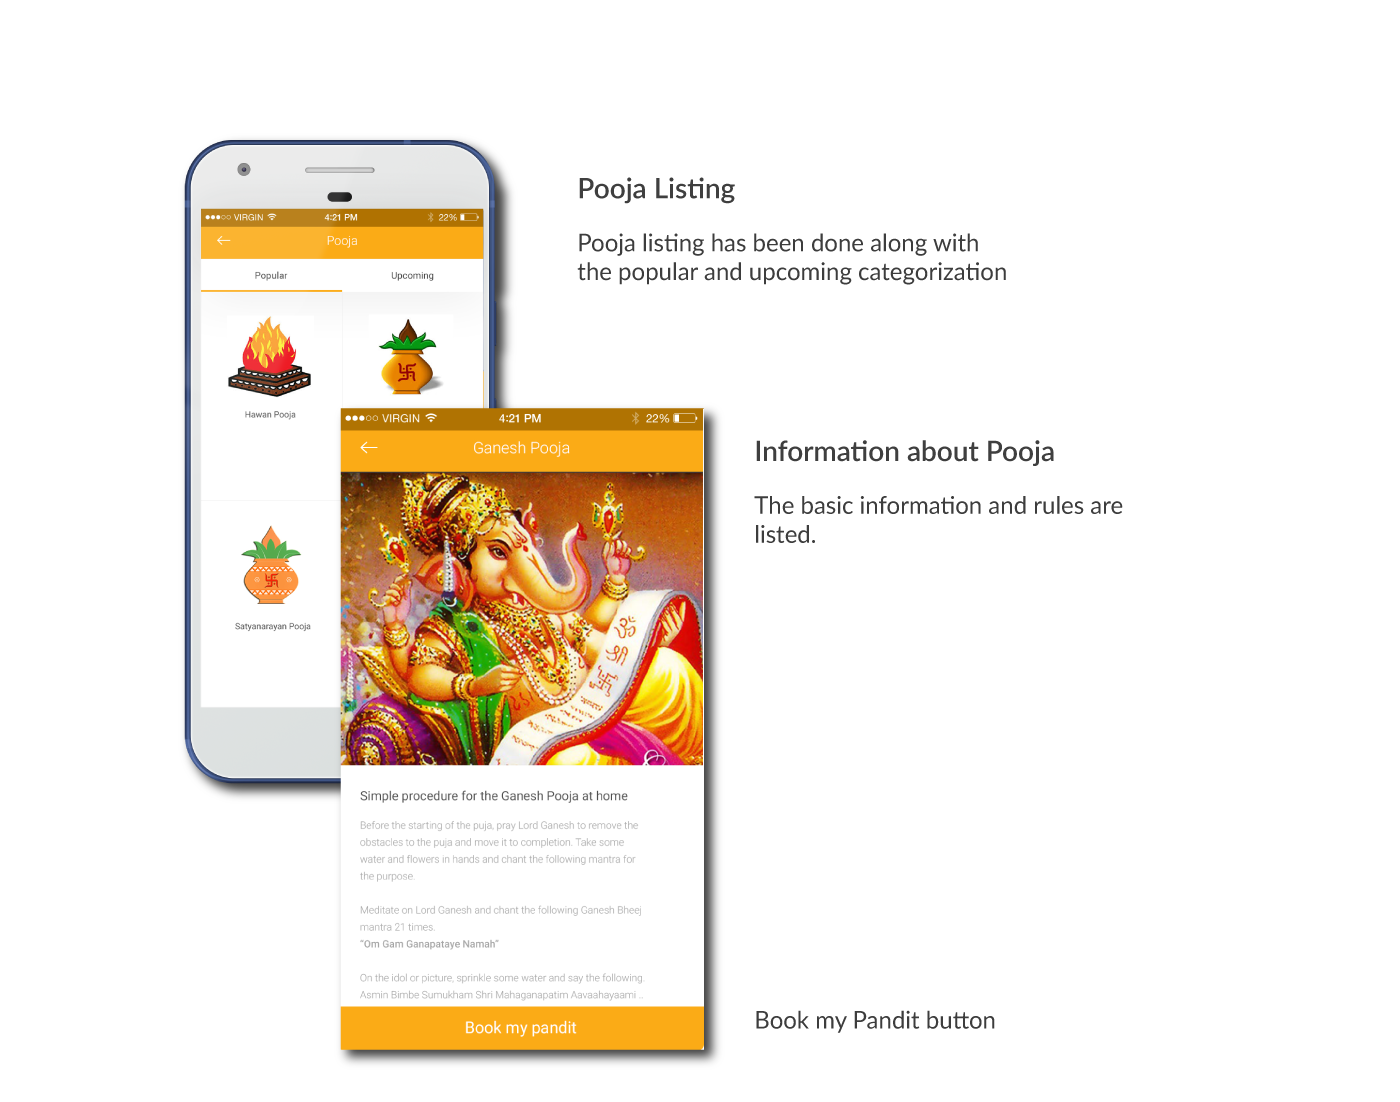 VIRGIN 4:21 PM 22%
Pooja
Popular Upcoming
Hawan Pooja
Satyanarayan Pooja
Pooja Listing
Pooja listing has been done along with
the popular and upcoming categorization
VIRGIN 4:21 PM 22%
Ganesh Pooja
ॐ
श्री
Simple procedure for the Ganesh Pooja at home
Before the starting of the puja, pray Lord Ganesh to remove the
obstacles to the puja and move it to completion. Take some
water and flowers in hands and chant the following mantra for
the purpose.
Meditate on Lord Ganesh and chant the following Ganesh Bheej
mantra 21 times.
“Om Gam Ganapataye Namah”
On the idol or picture, sprinkle some water and say the following.
Asmin Bimbe Sumukham Shri Mahaganapatim Aavaahayaami ..
Book my pandit
Information about Pooja
The basic information and rules are
listed.
Book my Pandit button